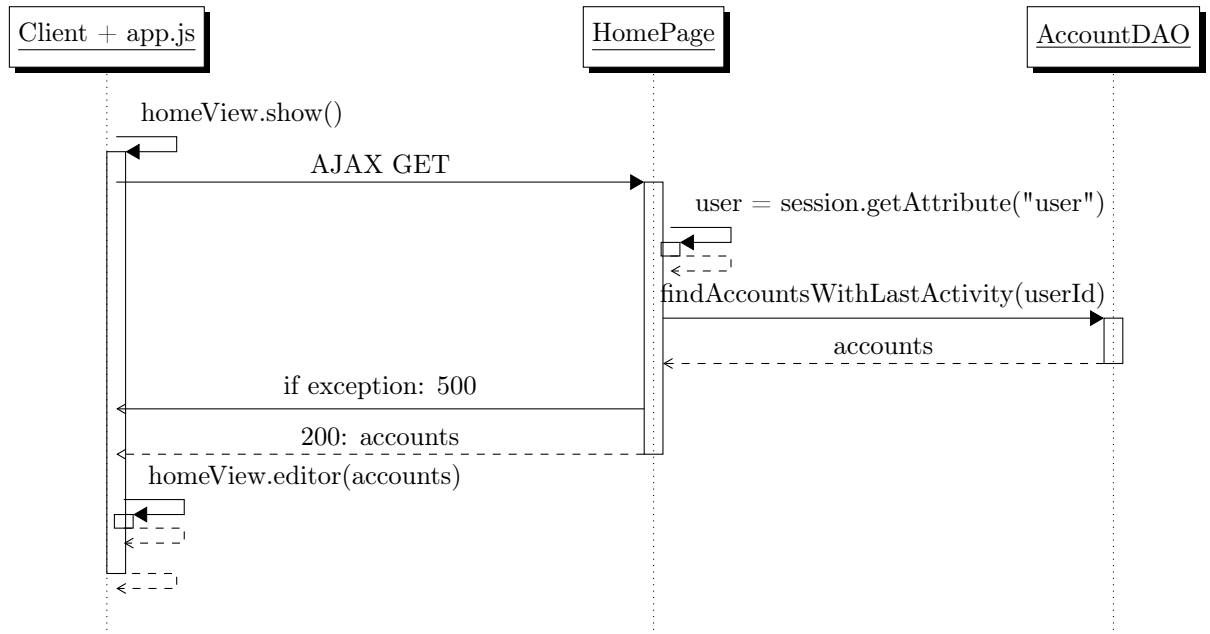 Client + app.js
HomePage
AccountDAO
homeView.show()
AJAX GET
user = session.getAttribute("user")
findAccountsWithLastActivity(userId)
accounts
if exception: 500
200: accounts
homeView.editor(accounts)